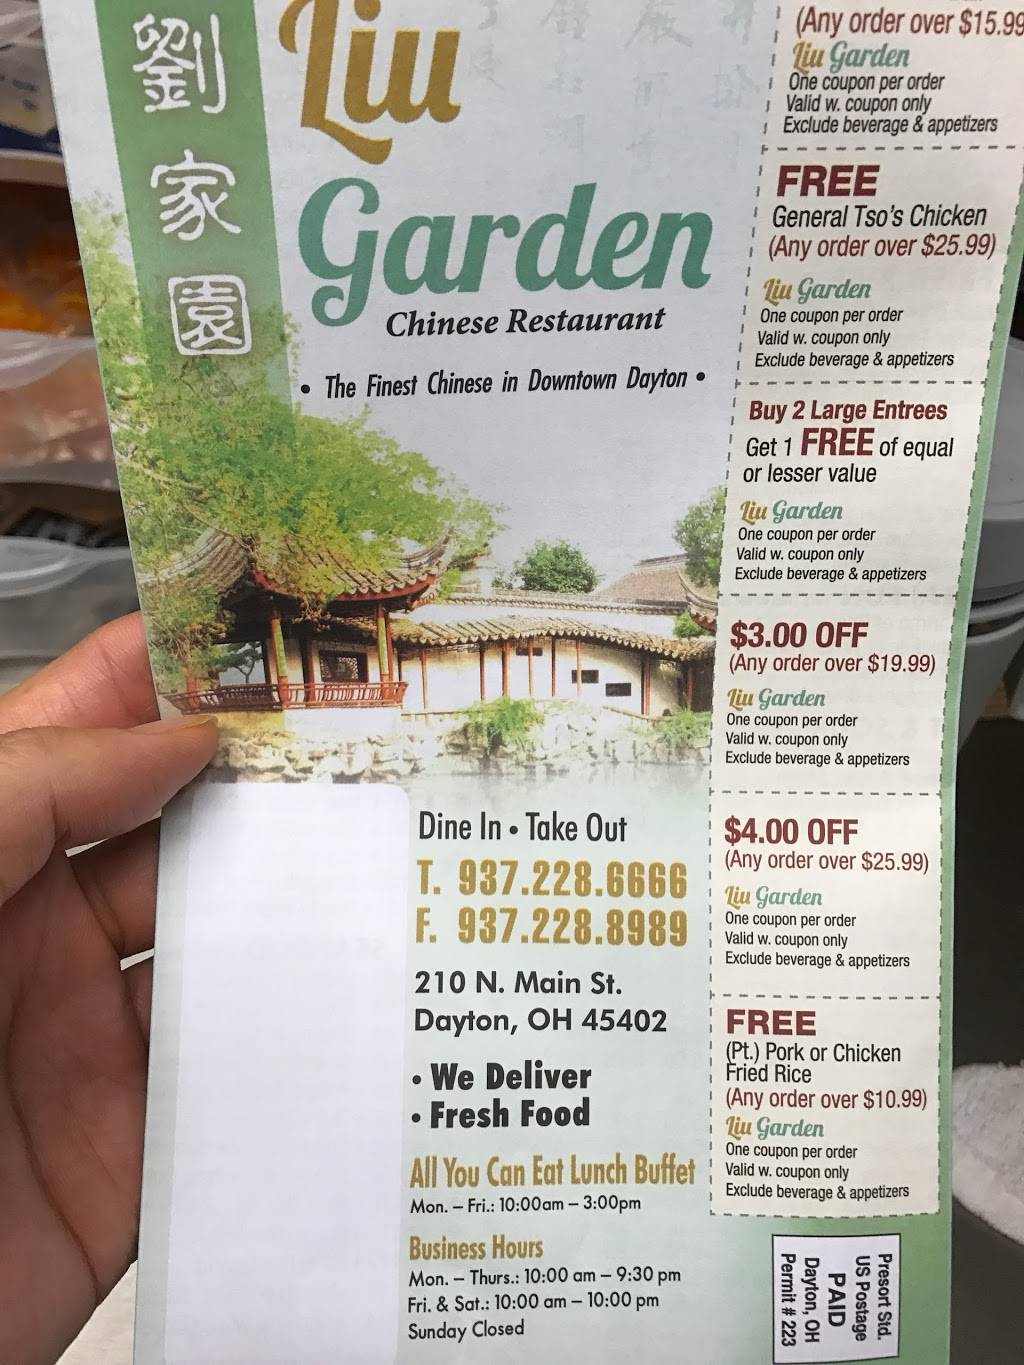 劉家園
Liu
Garden
Chinese Restaurant
• The Finest Chinese in Downtown Dayton •
Dine In • Take Out
T. 937.228.6666
F. 937.228.8989
210 N. Main St.
Dayton, OH 45402
• We Deliver
• Fresh Food
All You Can Eat Lunch Buffet
Mon. – Fri.: 10:00am – 3:00pm
Business Hours
Mon. – Thurs.: 10:00 am – 9:30 pm
Fri. & Sat.: 10:00 am – 10:00 pm
Sunday Closed
(Any order over $15.99
Liu Garden
One coupon per order
Valid w. coupon only
Exclude beverage & appetizers
FREE
General Tso's Chicken
(Any order over $25.99)
Liu Garden
One coupon per order
Valid w. coupon only
Exclude beverage & appetizers
Buy 2 Large Entrees
Get 1 FREE of equal
or lesser value
Liu Garden
One coupon per order
Valid w. coupon only
Exclude beverage & appetizers
$3.00 OFF
(Any order over $19.99)
Liu Garden
One coupon per order
Valid w. coupon only
Exclude beverage & appetizers
$4.00 OFF
(Any order over $25.99)
Liu Garden
One coupon per order
Valid w. coupon only
Exclude beverage & appetizers
FREE
(Pt.) Pork or Chicken
Fried Rice
(Any order over $10.99)
Liu Garden
One coupon per order
Valid w. coupon only
Exclude beverage & appetizers
Presort Std.
US Postage
PAID
Dayton, OH
Permit # 223